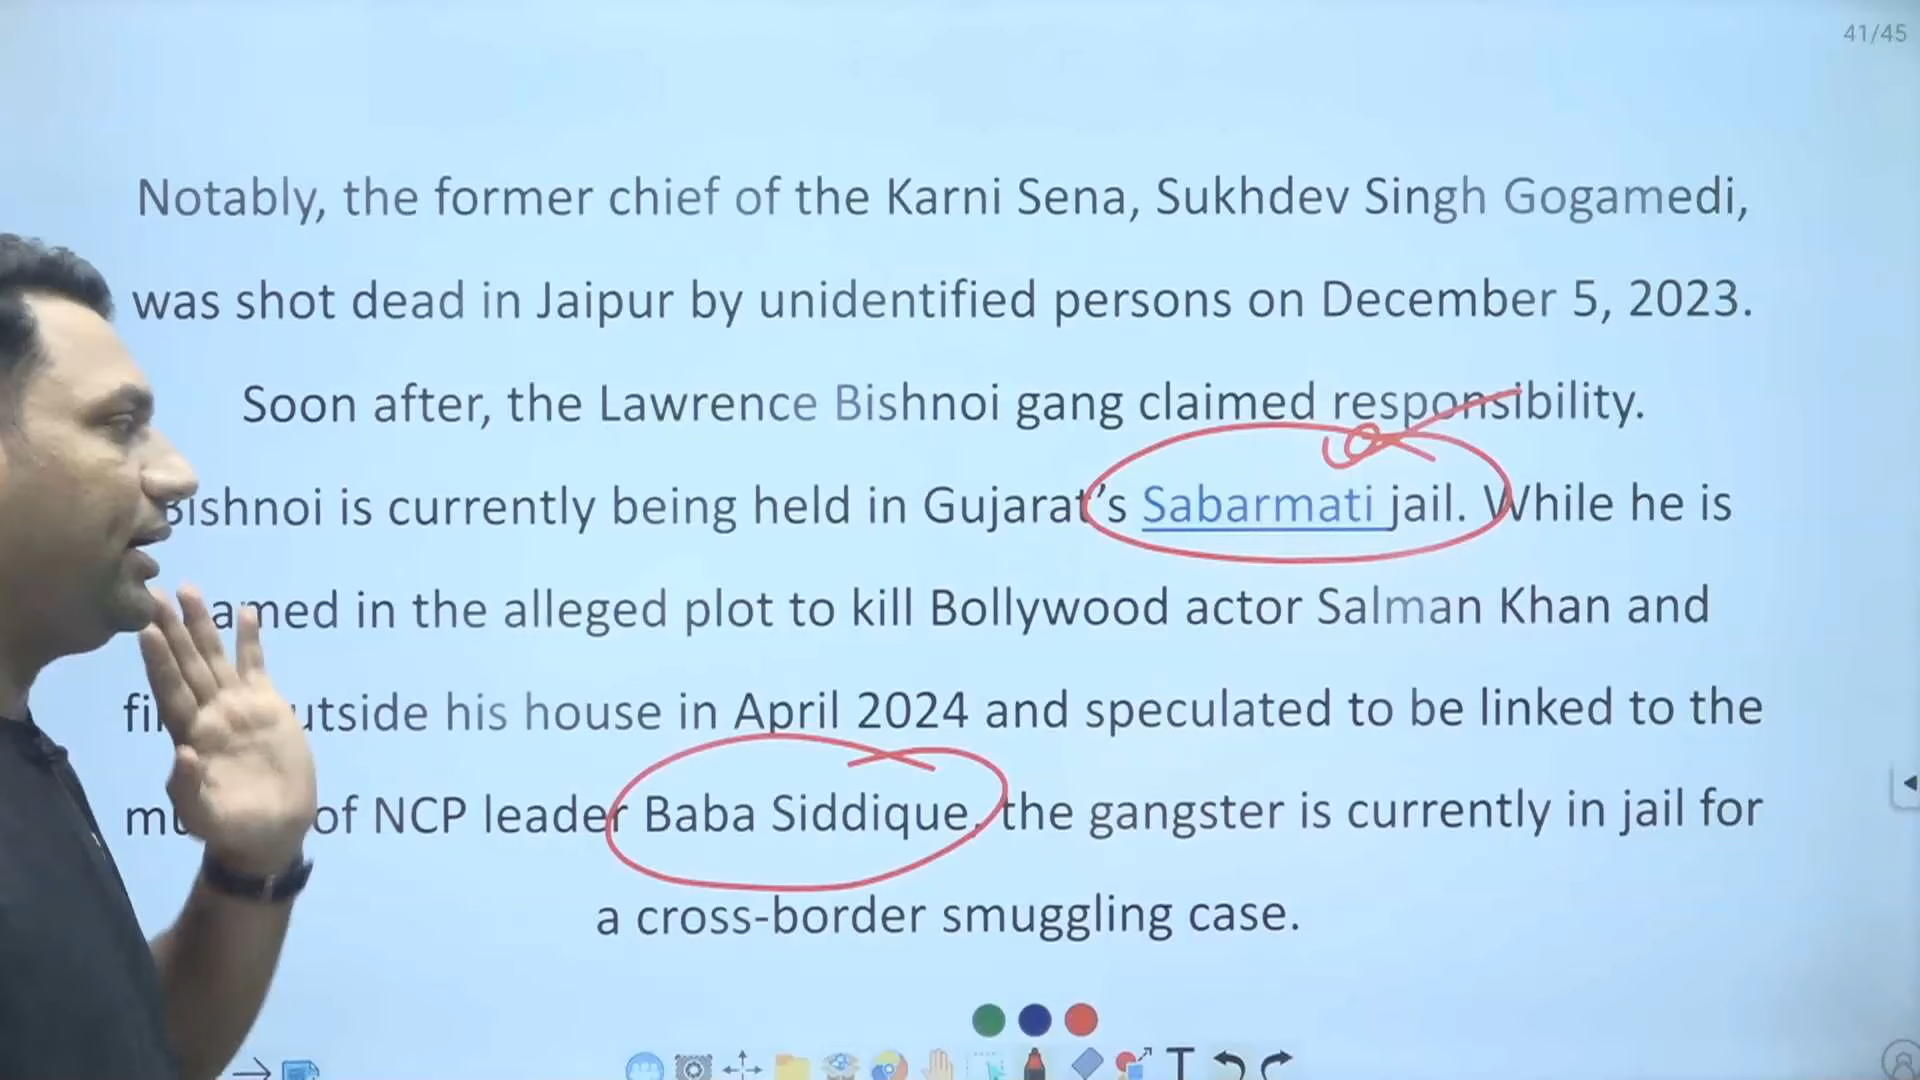 41/45
Notably, the former chief of the Karni Sena, Sukhdev Singh Gogamedi,
was shot dead in Jaipur by unidentified persons on December 5, 2023.
Soon after, the Lawrence Bishnoi gang claimed responsibility.
Bishnoi is currently being held in Gujarat's Sabarmati jail. While he is
in the alleged plot to kill Bollywood actor Salman Khan and
his house in April 2024 and speculated to be linked to the
of NCP leader Baba Siddique, the gangster is currently in jail for
a cross-border smuggling case.
T